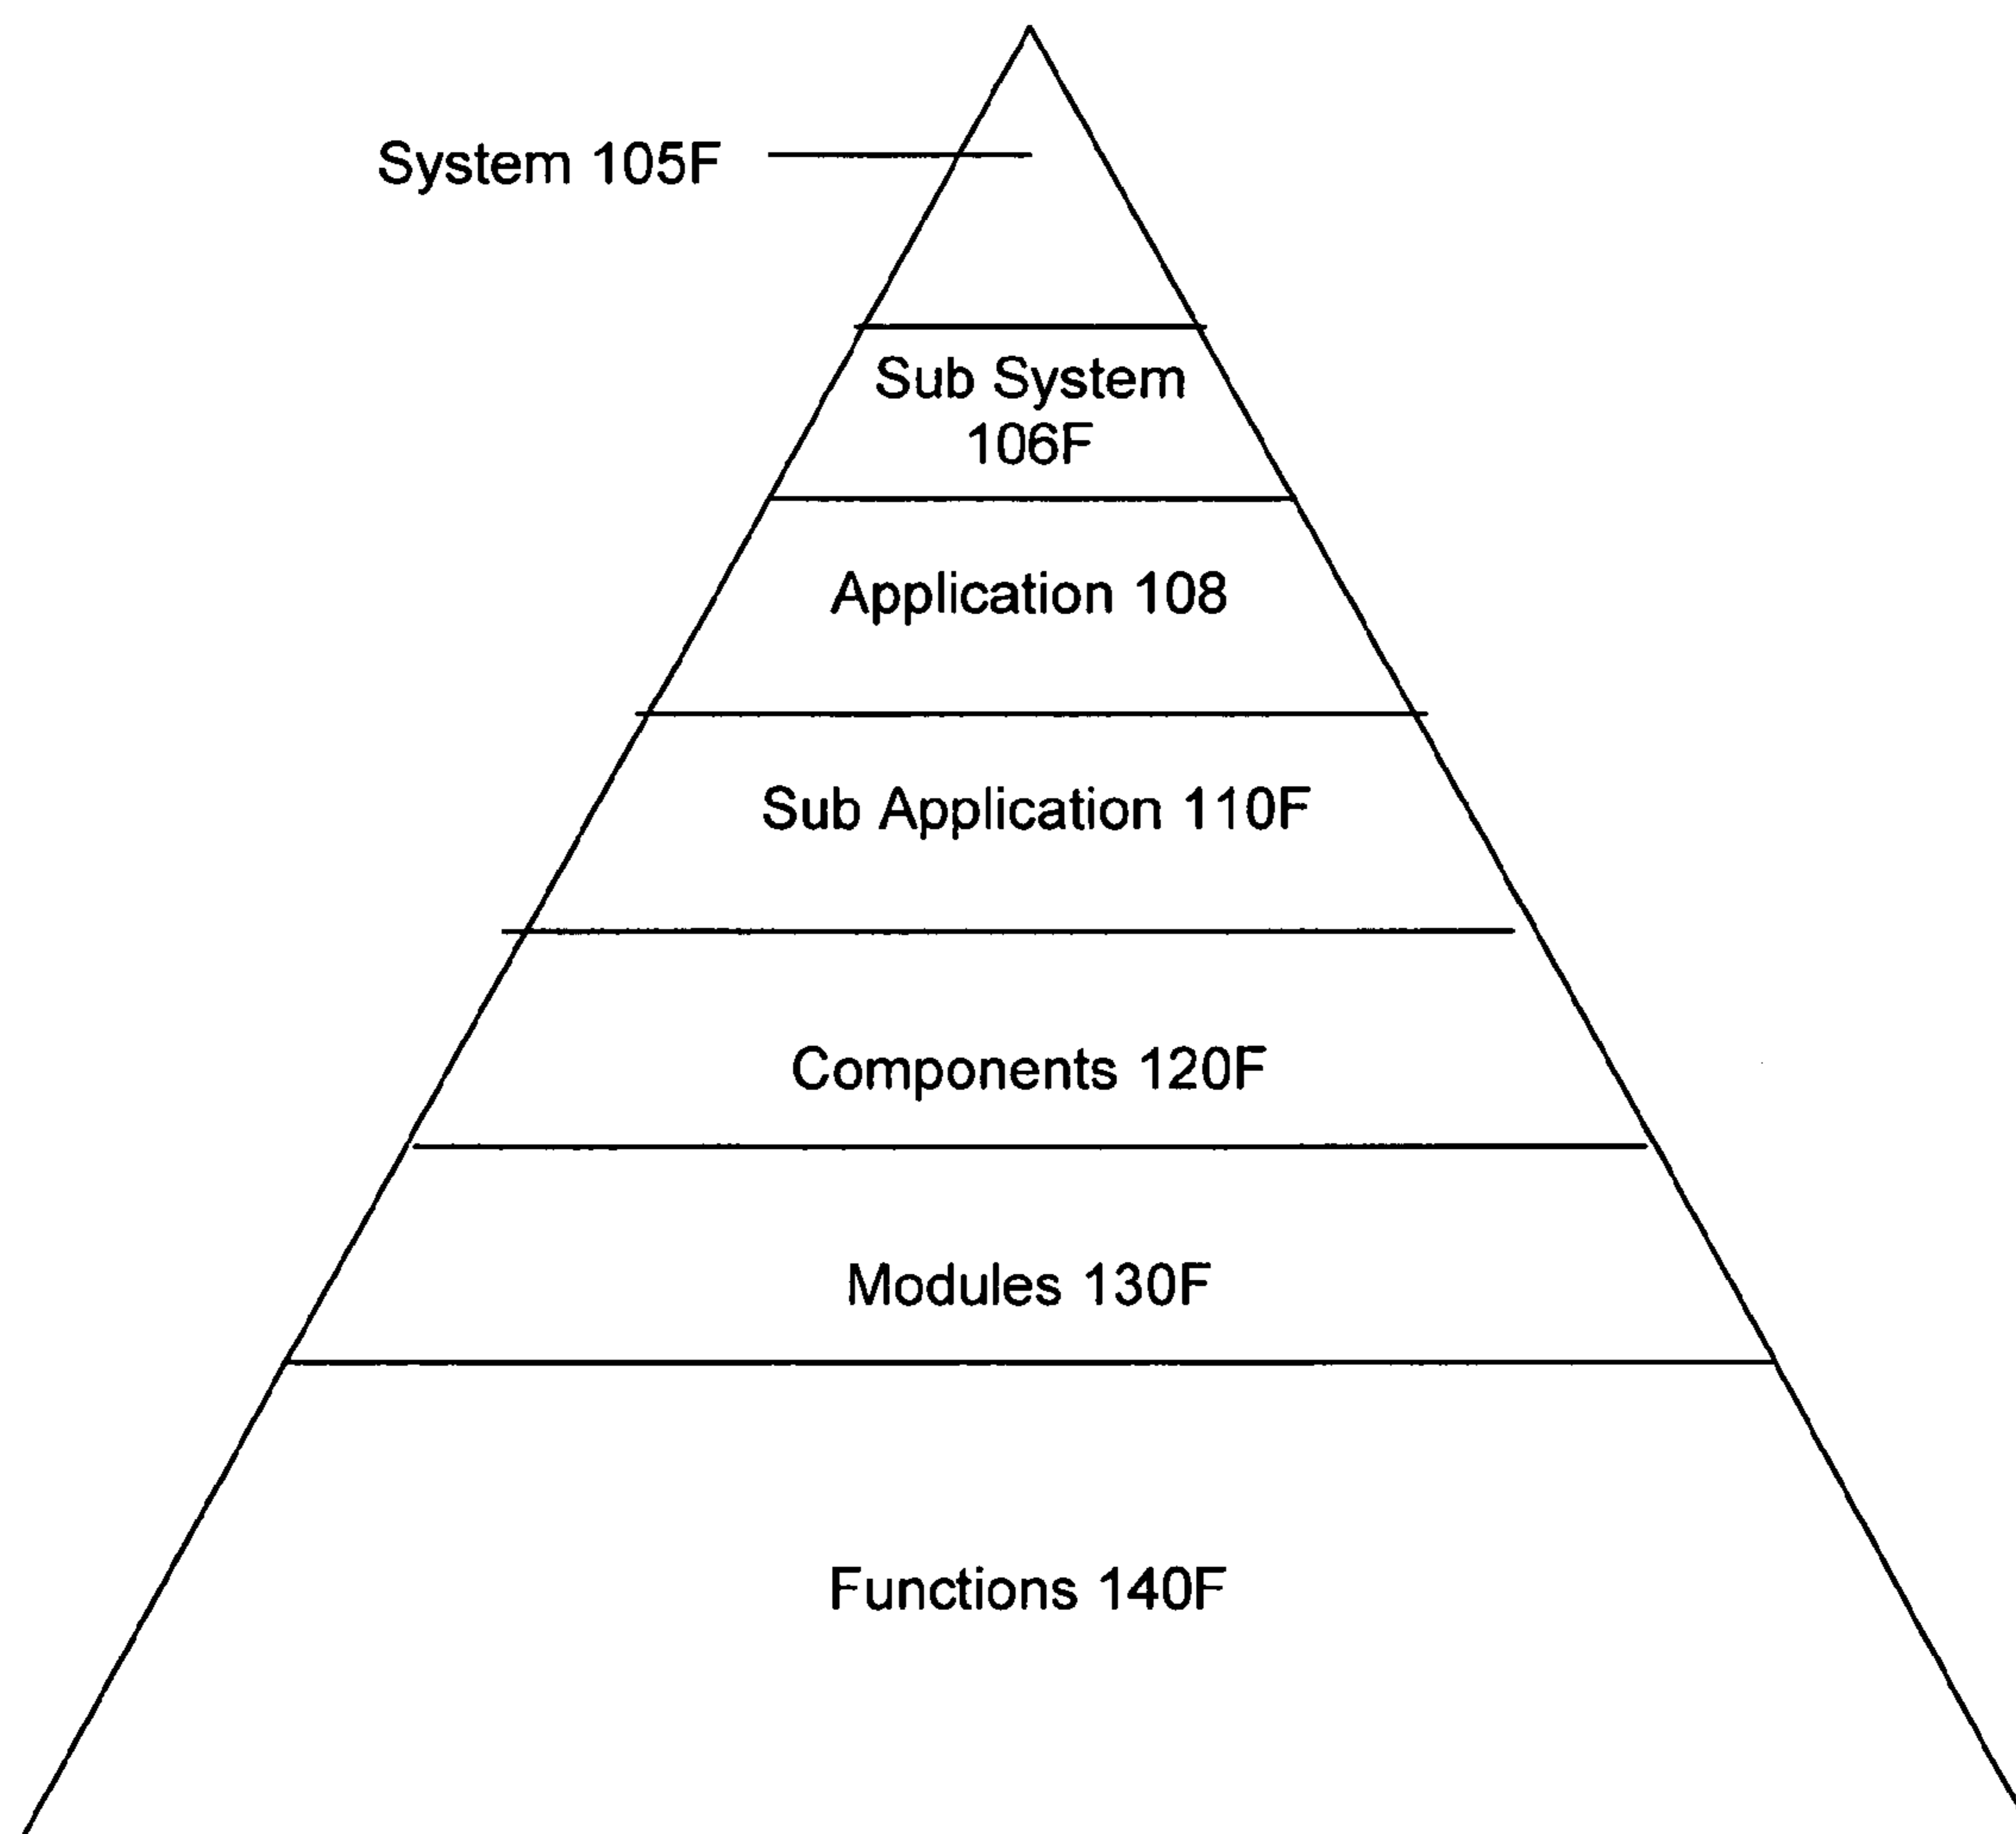 System 105F
Sub System
106F
Application 108
Sub Application 110F
Components 120F
Modules 130F
Functions 140F